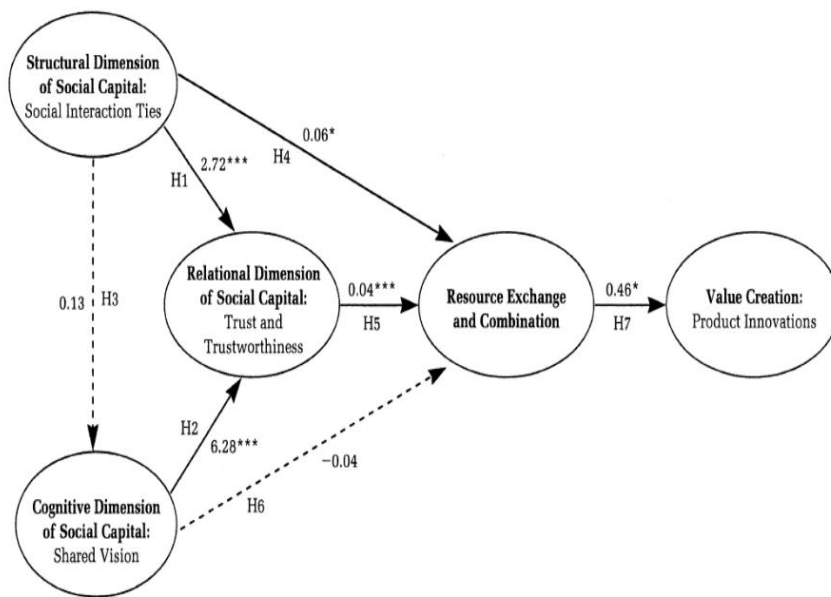 Structural Dimension
of Social Capital:
Social Interaction Ties
0.06*
H4
2.72***
H1
0.13
H3
Relational Dimension
of Social Capital:
Trust and
Trustworthiness
0.04***
H5
Resource Exchange
and Combination
0.46*
H7
Value Creation:
Product Innovations
H2
6.28***
−0.04
H6
Cognitive Dimension
of Social Capital:
Shared Vision